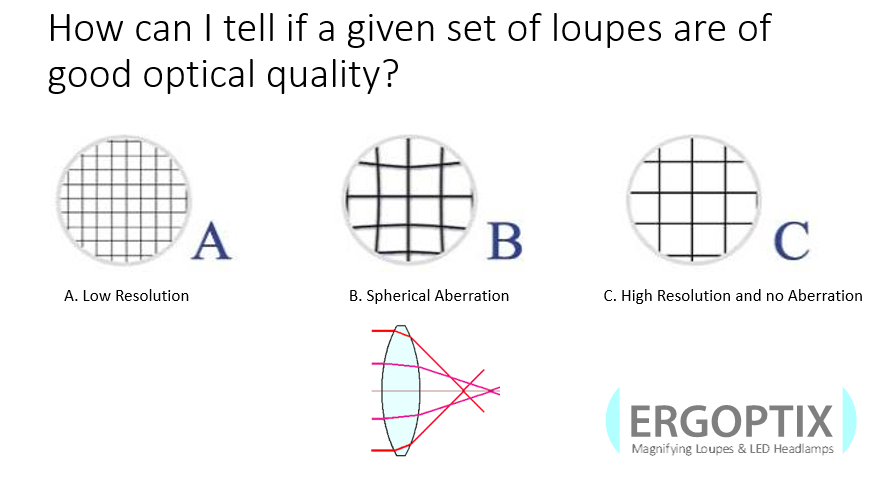 How can I tell if a given set of loupes are of
good optical quality?
A
B
C
A. Low Resolution
B. Spherical Aberration
C. High Resolution and no Aberration
ERGOPTIX
Magnifying Loupes & LED Headlamps